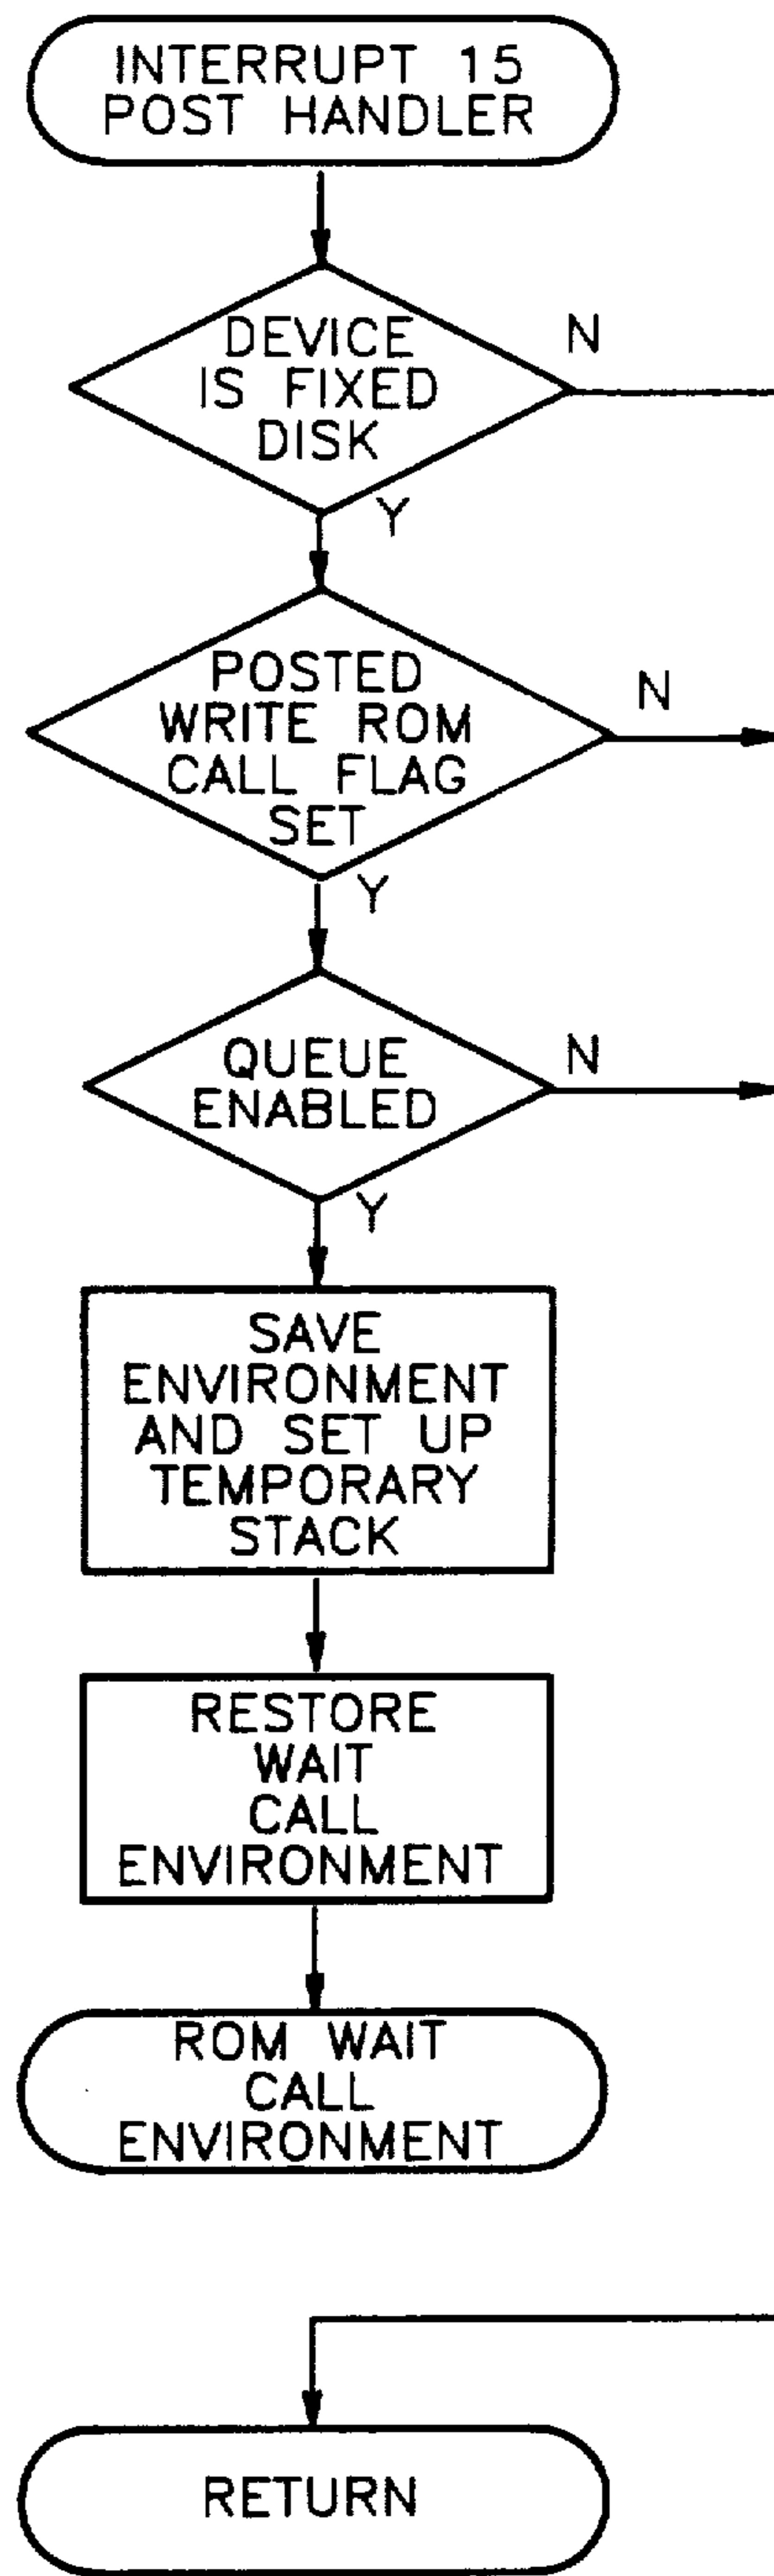 INTERRUPT 15
POST HANDLER
DEVICE
IS FIXED
DISK
N
Y
POSTED
WRITE ROM
CALL FLAG
SET
N
Y
QUEUE
ENABLED
N
Y
SAVE
ENVIRONMENT
AND SET UP
TEMPORARY
STACK
RESTORE
WAIT
CALL
ENVIRONMENT
ROM WAIT
CALL
ENVIRONMENT
RETURN